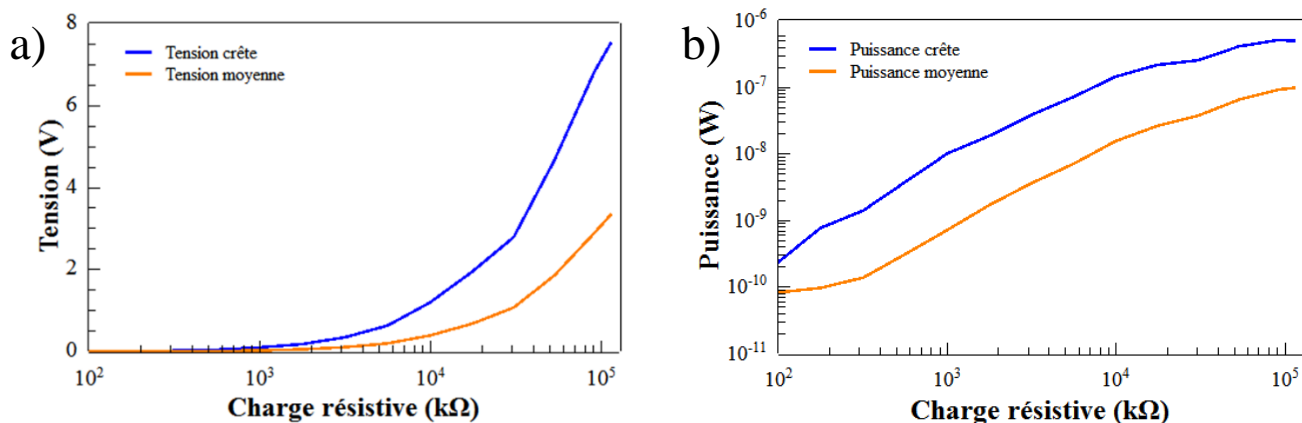 a)
Tension (V)
8
6
4
2
0
Tension crête
Tension moyenne
10²
10³
10⁴
10⁵
Charge résistive (kΩ)
b)
Puissance (W)
10⁻⁶
10⁻⁷
10⁻⁸
10⁻⁹
10⁻¹⁰
10⁻¹¹
Puissance crête
Puissance moyenne
10²
10³
10⁴
10⁵
Charge résistive (kΩ)